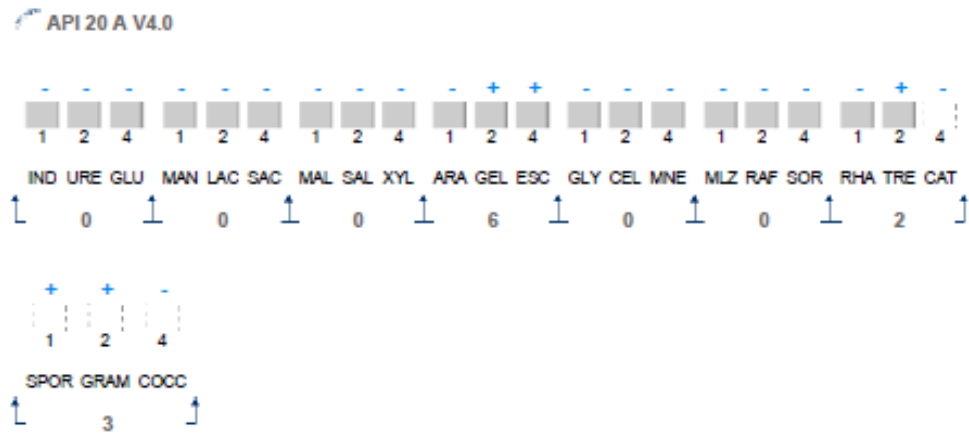 API 20 A V4.0
- - - - - - - - - - + + - - - - - - - + -
1 2 4 1 2 4 1 2 4 1 2 4 1 2 4 1 2 4 1 2 4
IND URE GLU MAN LAC SAC MAL SAL XYL ARA GEL ESC GLY CEL MNE MLZ RAF SOR RHA TRE CAT
0 0 0 6 0 0 2
+ + -
1 2 4
SPOR GRAM COCC
3